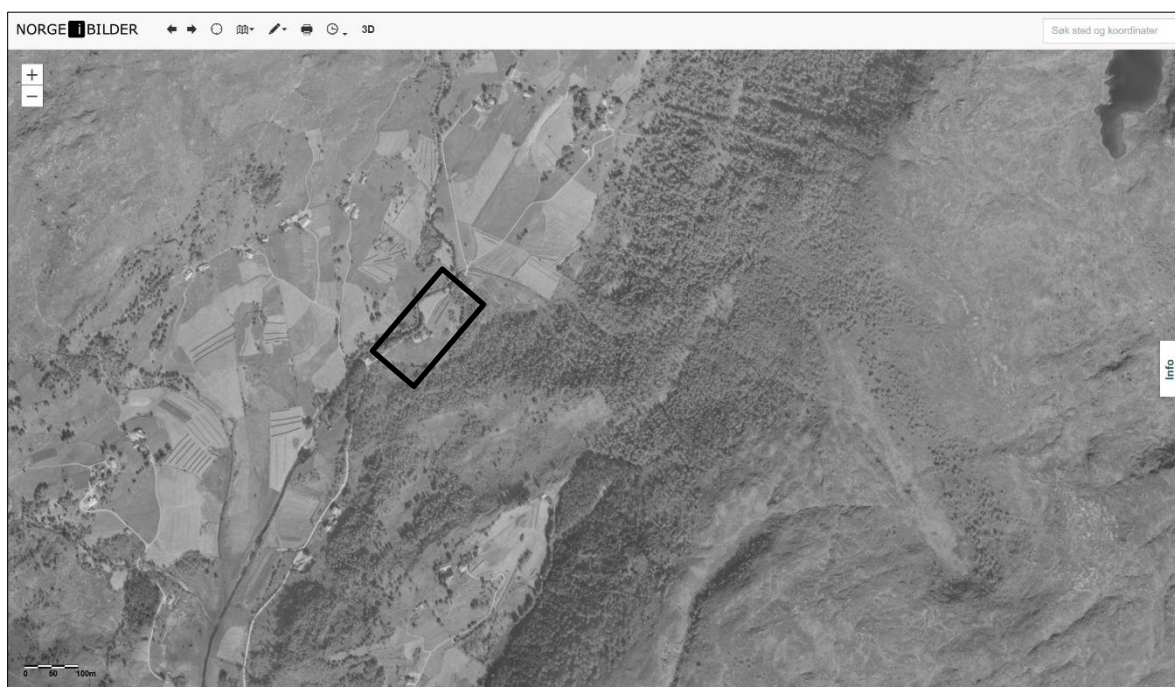 NORGE i BILDER
3D
Søk sted og koordinater
+
−
Info
0 50 100m